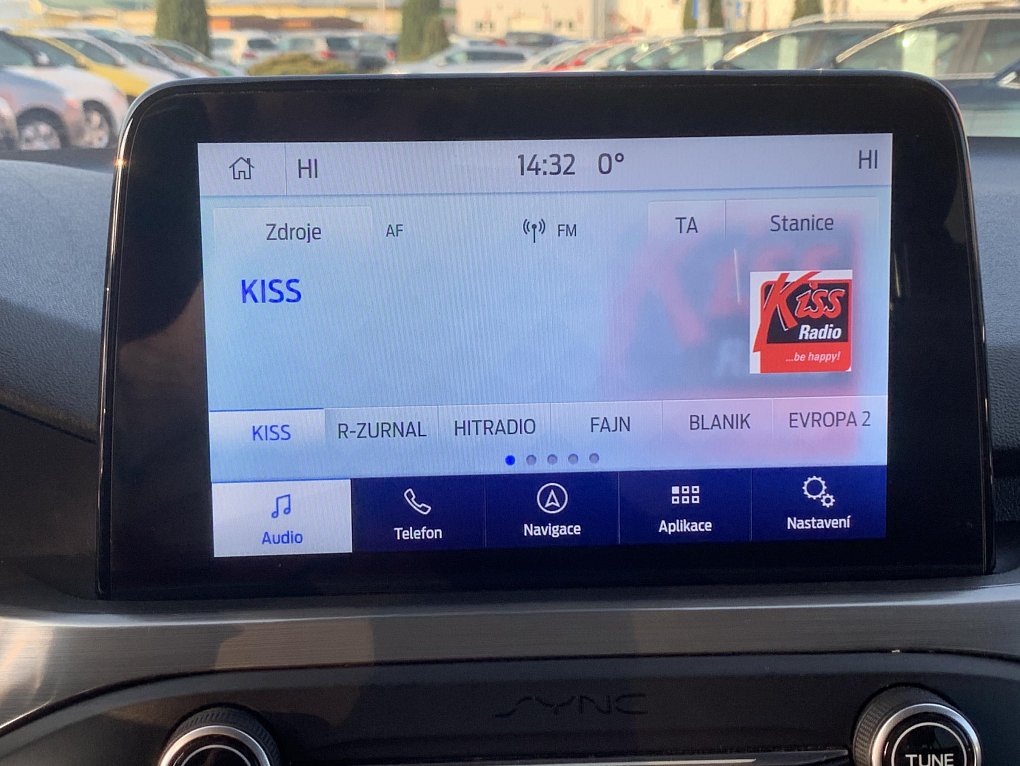 HI 14:32 0° HI
Zdroje AF FM TA Stanice
KISS
Kiss
Radio
...be happy!
KISS R-ZURNAL HITRADIO FAJN BLANIK EVROPA 2
Audio Telefon Navigace Aplikace Nastavení
SYNC
TUNE